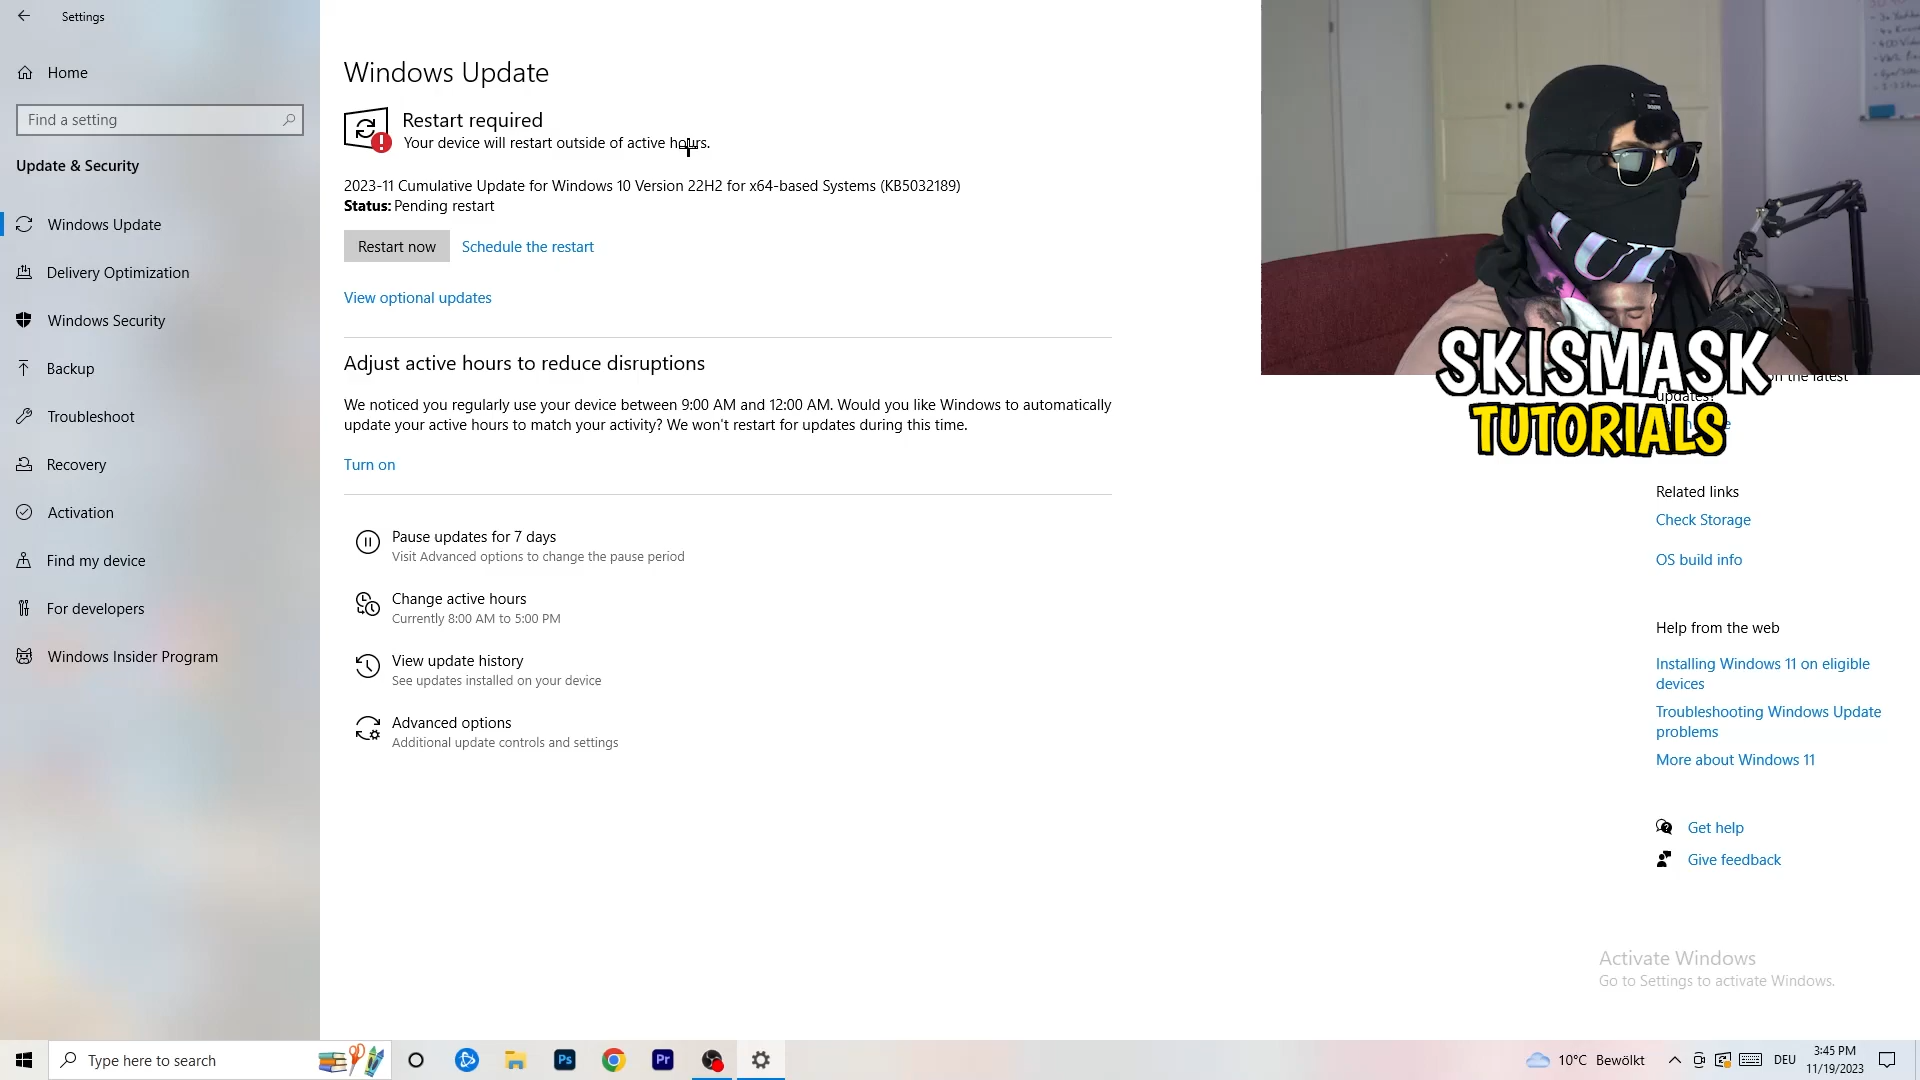 Settings
Home
Find a setting
Update & Security
Windows Update
Delivery Optimization
Windows Security
Backup
Troubleshoot
Recovery
Activation
Find my device
For developers
Windows Insider Program
Windows Update
Restart required
Your device will restart outside of active hours.
2023-11 Cumulative Update for Windows 10 Version 22H2 for x64-based Systems (KB5032189)
Status: Pending restart
Restart now
Schedule the restart
View optional updates
Adjust active hours to reduce disruptions
We noticed you regularly use your device between 9:00 AM and 12:00 AM. Would you like Windows to automatically
update your active hours to match your activity? We won't restart for updates during this time.
Turn on
Pause updates for 7 days
Visit Advanced options to change the pause period
Change active hours
Currently 8:00 AM to 5:00 PM
View update history
See updates installed on your device
Advanced options
Additional update controls and settings
SKISMASK
TUTORIALS
on the latest
updates?
Related links
Check Storage
OS build info
Help from the web
Installing Windows 11 on eligible
devices
Troubleshooting Windows Update
problems
More about Windows 11
Get help
Give feedback
Activate Windows
Go to Settings to activate Windows.
Type here to search
Ps
Pr
10°C Bewölkt
DEU
3:45 PM
11/19/2023